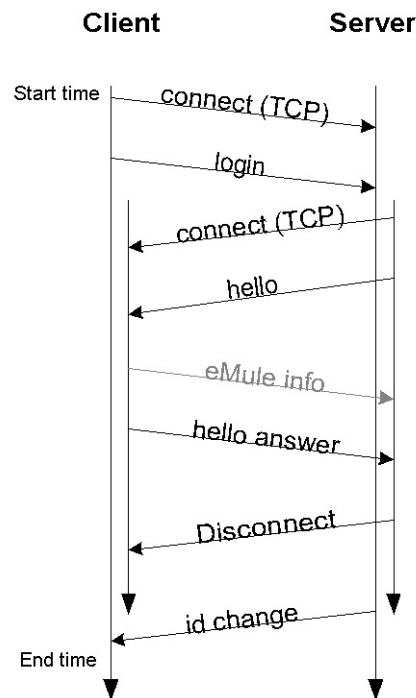 Client
Server
Start time
connect (TCP)
login
connect (TCP)
hello
eMule info
hello answer
Disconnect
id change
End time